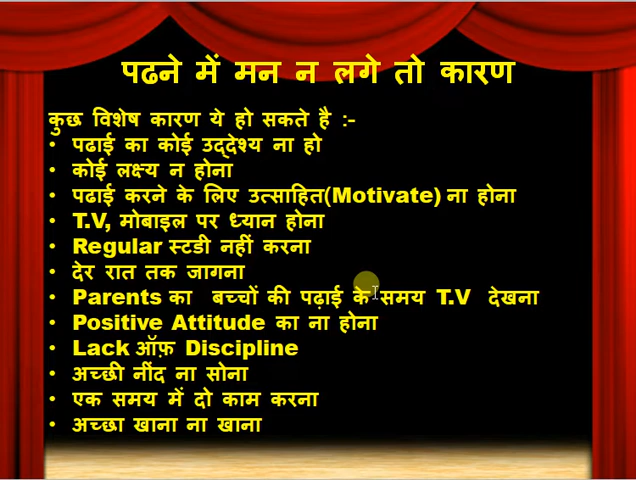 पढने में मन न लगे तो कारण
कुछ विशेष कारण ये हो सकते है :-
• पढाई का कोई उद्देश्य ना हो
• कोई लक्ष्य न होना
• पढाई करने के लिए उत्साहित(Motivate) ना होना
• T.V, मोबाइल पर ध्यान होना
• Regular स्टडी नहीं करना
• देर रात तक जागना
• Parents का बच्चों की पढ़ाई के समय T.V देखना
• Positive Attitude का ना होना
• Lack ऑफ़ Discipline
• अच्छी नींद ना सोना
• एक समय में दो काम करना
• अच्छा खाना ना खाना